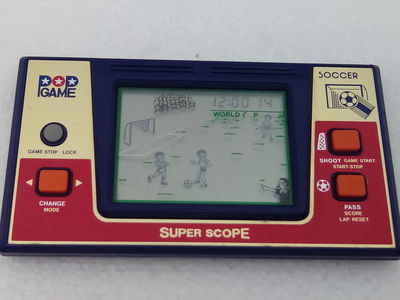 POP
GAME
SOCCER
12:00 14
WORLD C P
GAME STOP · LOCK
SHOOT GAME START
START·STOP
CHANGE
MODE
PASS
SCORE
LAP·RESET
SUPER SCOPE